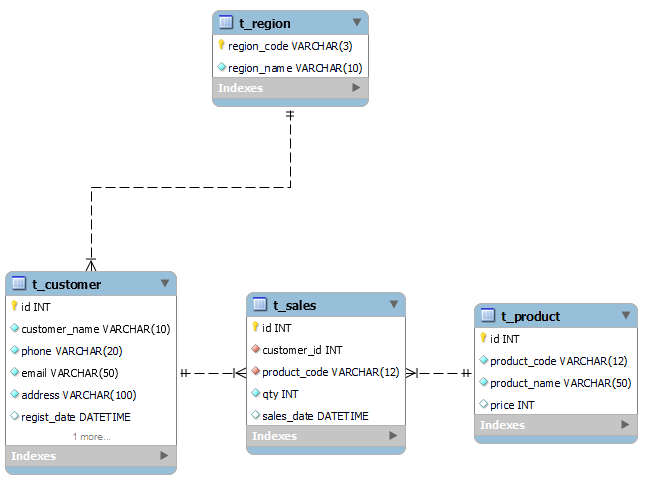 t_region
region_code VARCHAR(3)
region_name VARCHAR(10)
Indexes
t_customer
id INT
customer_name VARCHAR(10)
phone VARCHAR(20)
email VARCHAR(50)
address VARCHAR(100)
regist_date DATETIME
1 more...
Indexes
t_sales
id INT
customer_id INT
product_code VARCHAR(12)
qty INT
sales_date DATETIME
Indexes
t_product
id INT
product_code VARCHAR(12)
product_name VARCHAR(50)
price INT
Indexes